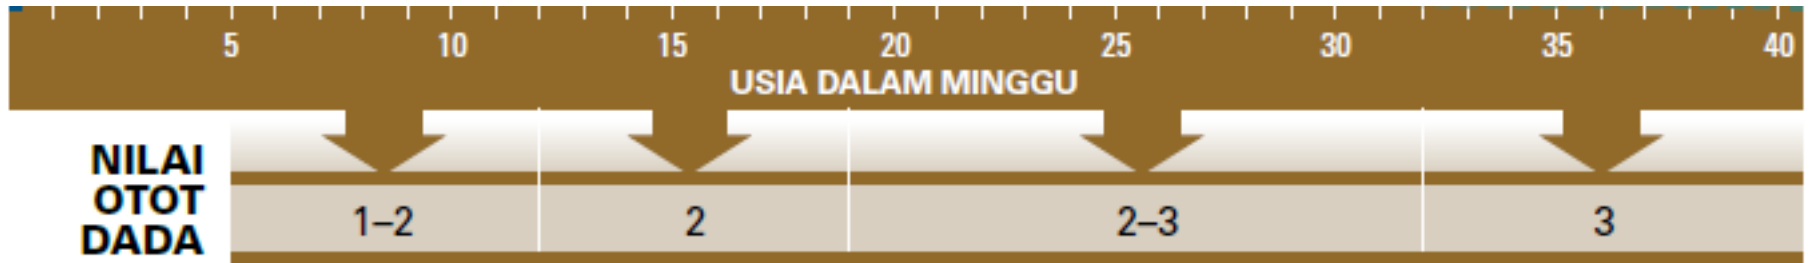 5 10 15 20 25 30 35 40
USIA DALAM MINGGU
NILAI
OTOT
DADA
1–2 2 2–3 3